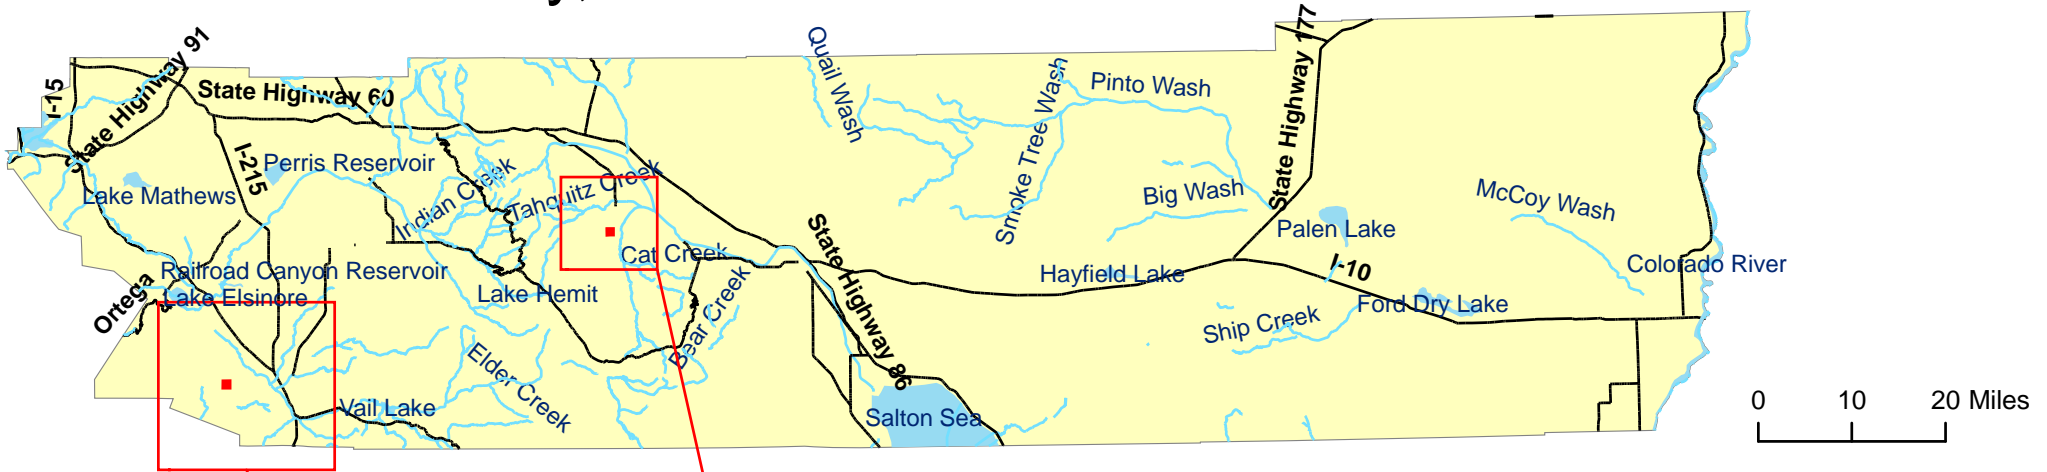 I-15
State Highway 91
State Highway 60
I-215
Perris Reservoir
Lake Mathews
Indian Creek
Tahquitz Creek
Cat Creek
Railroad Canyon Reservoir
Lake Elsinore
Ortega
Lake Hemit
Bear Creek
Elder Creek
Vail Lake
Quail Wash
Smoke Tree Wash
Pinto Wash
State Highway 177
Big Wash
McCoy Wash
Palen Lake
Colorado River
Hayfield Lake
I-10
Ford Dry Lake
Ship Creek
State Highway 86
Salton Sea
0 10 20 Miles